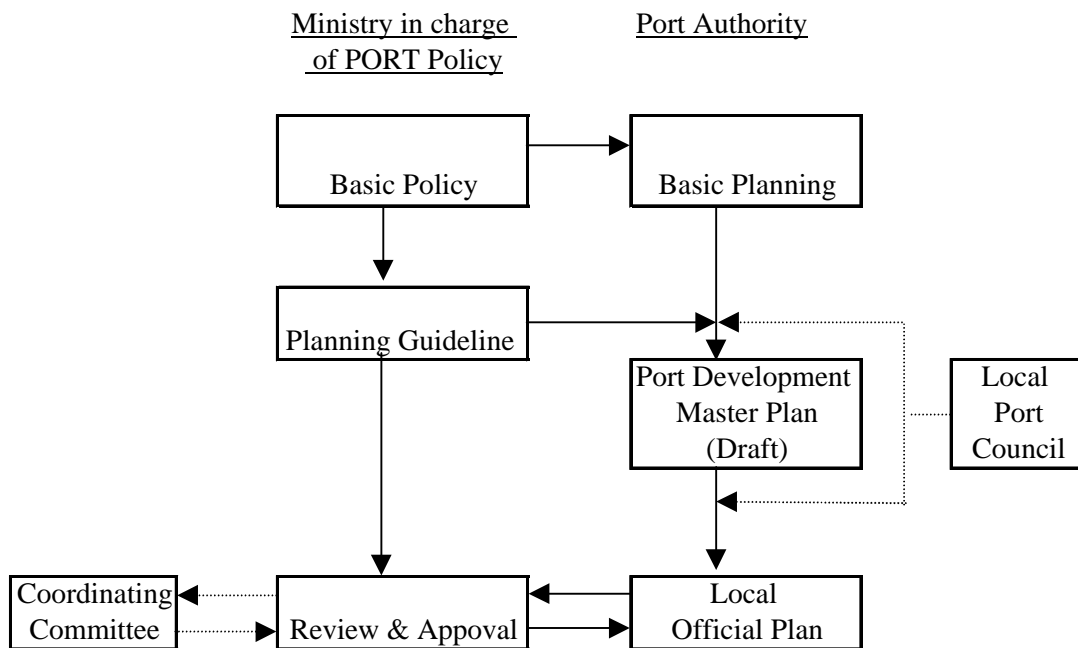 Ministry in charge
of PORT Policy
Port Authority
Basic Policy
Basic Planning
Planning Guideline
Port Development
Master Plan
(Draft)
Local
Port
Council
Coordinating
Committee
Review & Appoval
Local
Official Plan